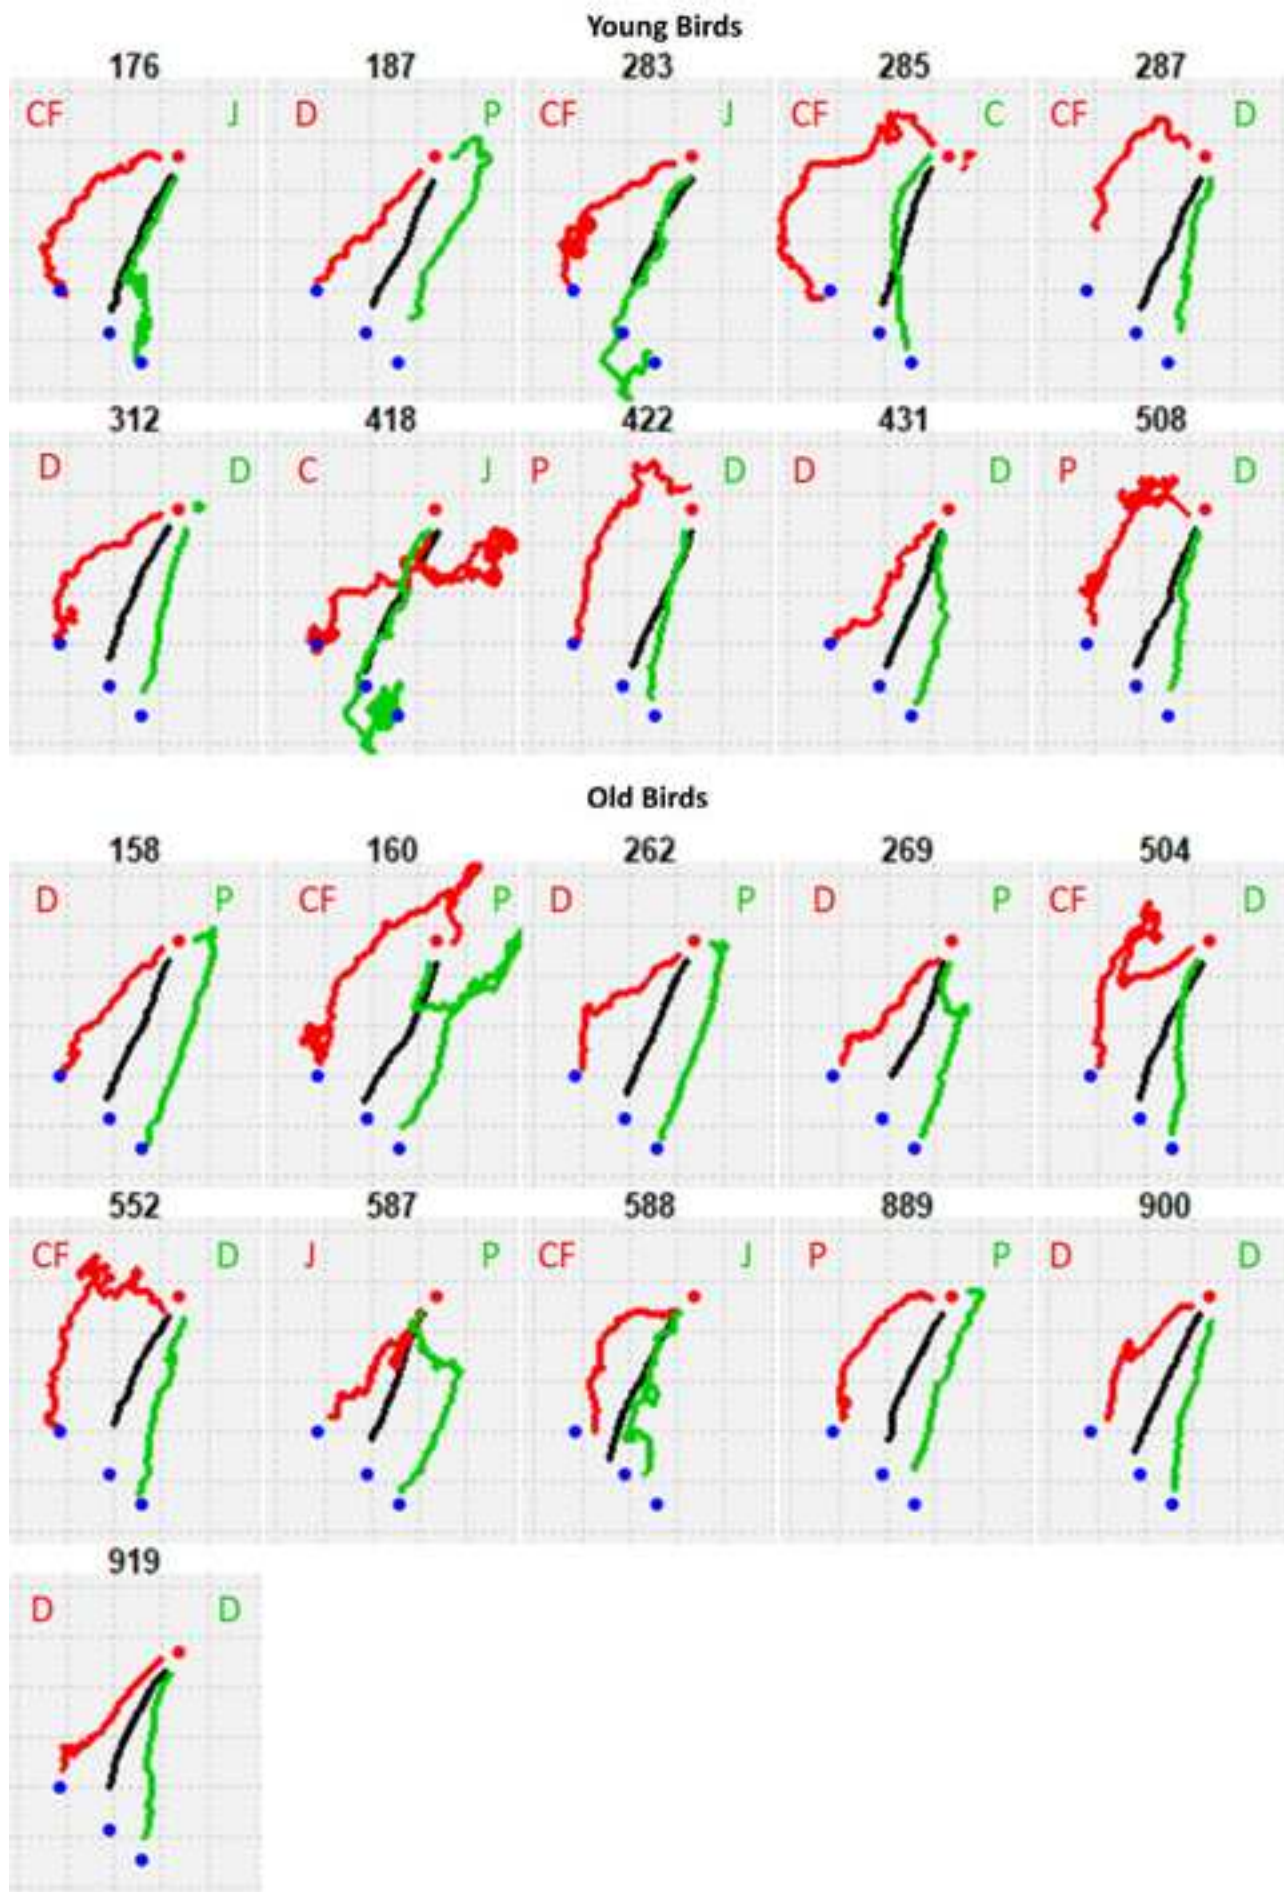 Young Birds
176 187 283 285 287
CF J D P CF J CF C CF D
312 418 422 431 508
D D C J P D D D P D
Old Birds
158 160 262 269 504
D P CF P D P D P CF D
552 587 588 889 900
CF D J P CF J P P D D
919
D D